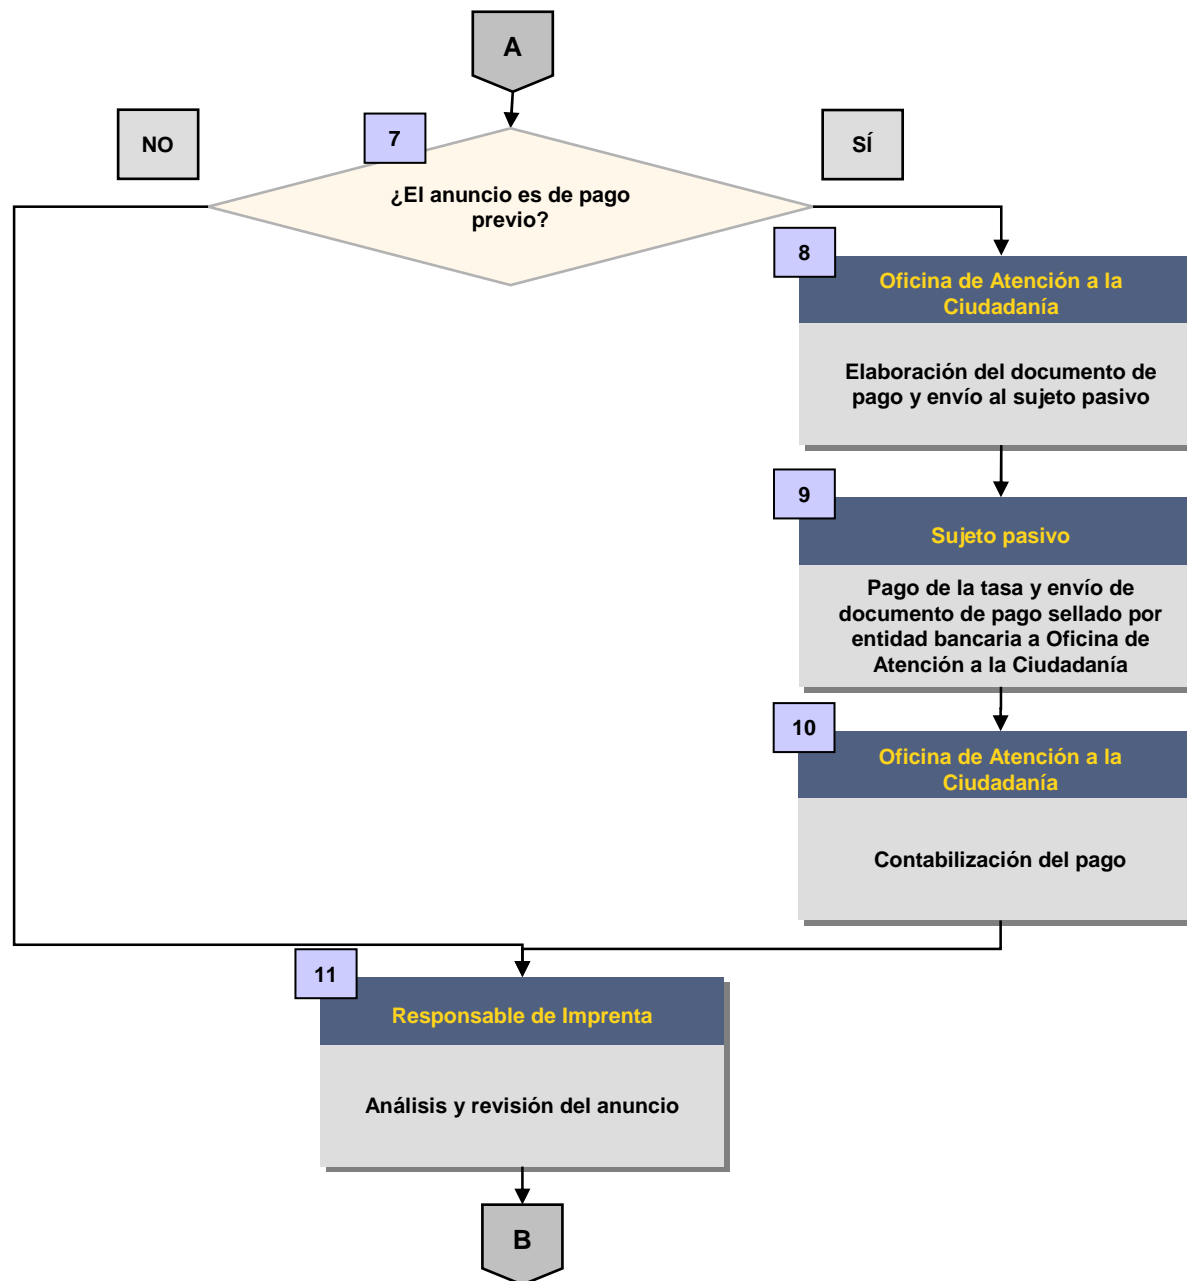 A
NO
7
SÍ
¿El anuncio es de pago
previo?
8
Oficina de Atención a la
Ciudadanía
Elaboración del documento de
pago y envío al sujeto pasivo
9
Sujeto pasivo
Pago de la tasa y envío de
documento de pago sellado por
entidad bancaria a Oficina de
Atención a la Ciudadanía
10
Oficina de Atención a la
Ciudadanía
Contabilización del pago
11
Responsable de Imprenta
Análisis y revisión del anuncio
B